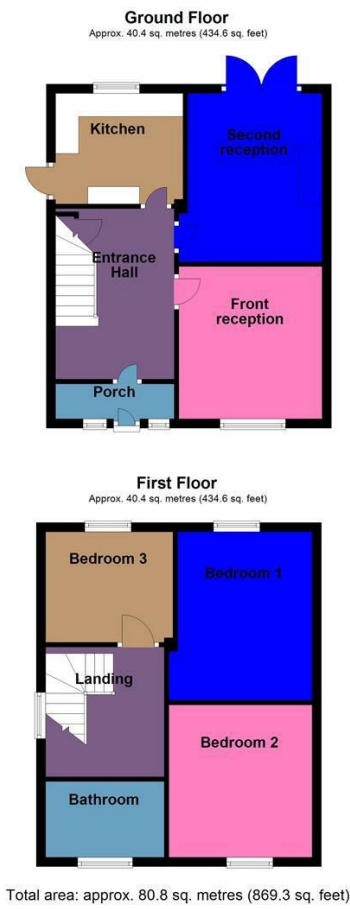 Ground Floor
Approx. 40.4 sq. metres (434.6 sq. feet)
Kitchen
Second
reception
Entrance
Hall
Front
reception
Porch
First Floor
Approx. 40.4 sq. metres (434.6 sq. feet)
Bedroom 3
Bedroom 1
Landing
Bedroom 2
Bathroom
Total area: approx. 80.8 sq. metres (869.3 sq. feet)